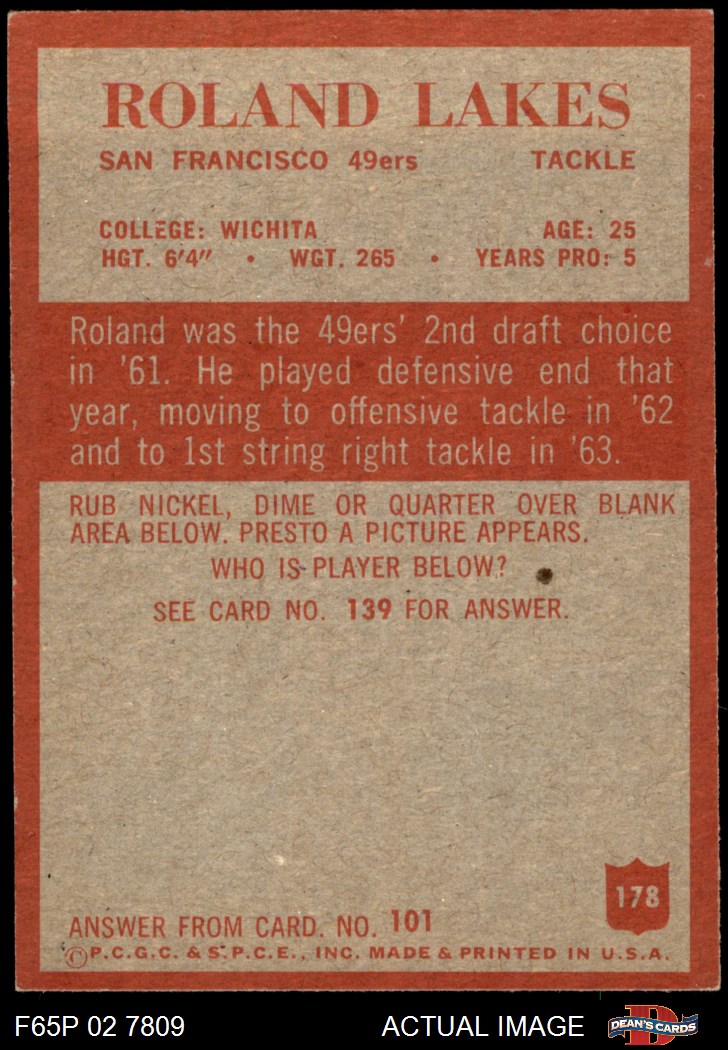 ROLAND LAKES
SAN FRANCISCO 49ers TACKLE
COLLEGE: WICHITA AGE: 25
HGT. 6'4" • WGT. 265 • YEARS PRO: 5
Roland was the 49ers' 2nd draft choice
in '61. He played defensive end that
year, moving to offensive tackle in '62
and to 1st string right tackle in '63.
RUB NICKEL, DIME OR QUARTER OVER BLANK
AREA BELOW. PRESTO A PICTURE APPEARS.
WHO IS PLAYER BELOW?
SEE CARD NO. 139 FOR ANSWER.
178
ANSWER FROM CARD. NO. 101
©P.C.G.C. & S.P.C.E., INC. MADE & PRINTED IN U.S.A.
F65P 02 7809 ACTUAL IMAGE DEAN'S CARDS